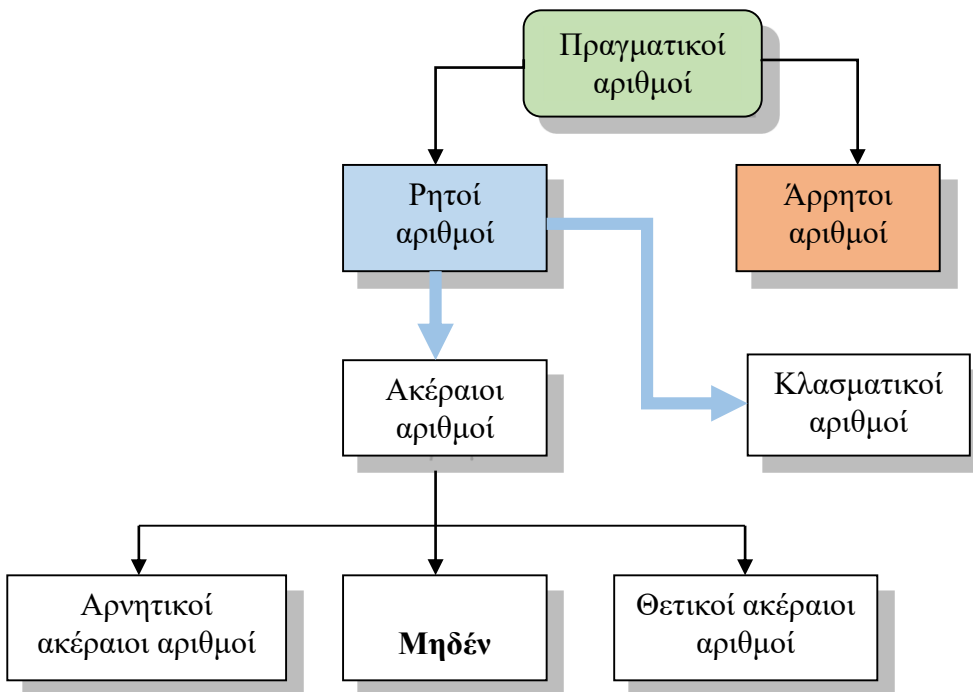 Πραγματικοί
αριθμοί
Ρητοί
αριθμοί
Άρρητοι
αριθμοί
Ακέραιοι
αριθμοί
Κλασματικοί
αριθμοί
Αρνητικοί
ακέραιοι αριθμοί
Μηδέν
Θετικοί ακέραιοι
αριθμοί